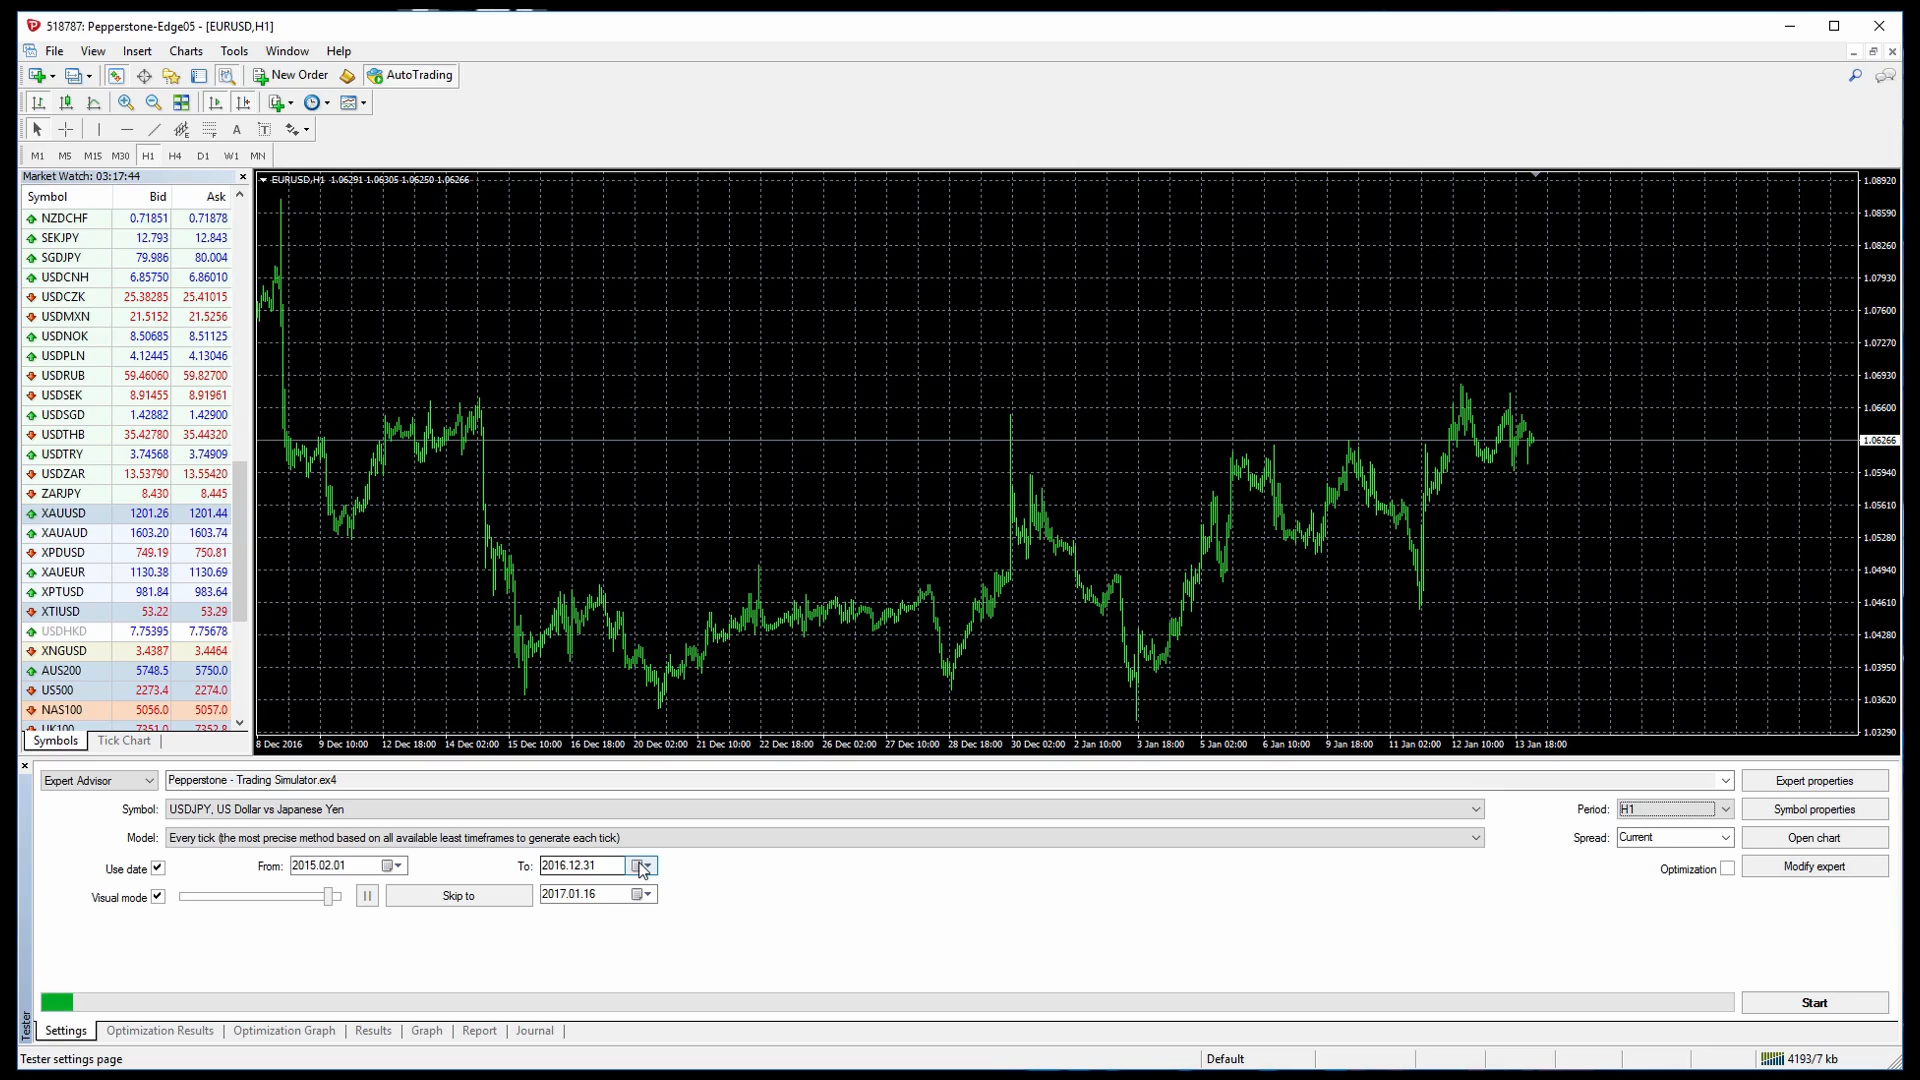 518787: Pepperstone-Edge05 - [EURUSD,H1]
File View Insert Charts Tools Window Help
New Order AutoTrading
M1 M5 M15 M30 H1 H4 D1 W1 MN
Market Watch: 03:17:44
Symbol Bid Ask
NZDCHF 0.71851 0.71878
SEKJPY 12.793 12.843
SGDJPY 79.986 80.004
USDCNH 6.85750 6.86010
USDCZK 25.38285 25.41015
USDMXN 21.5152 21.5256
USDNOK 8.50685 8.51125
USDPLN 4.12445 4.13046
USDRUB 59.46060 59.82700
USDSEK 8.91455 8.91961
USDSGD 1.42882 1.42900
USDTHB 35.42780 35.44320
USDTRY 3.74568 3.74909
USDZAR 13.53790 13.55420
ZARJPY 8.430 8.445
XAUUSD 1201.26 1201.44
XAUAUD 1603.20 1603.74
XPDUSD 749.19 750.81
XAUEUR 1130.38 1130.69
XPTUSD 981.84 983.64
XTIUSD 53.22 53.29
USDHKD 7.75395 7.75678
XNGUSD 3.4387 3.4464
AUS200 5748.5 5750.0
US500 2273.4 2274.0
NAS100 5056.0 5057.0
UK100 7351.0 7352.8
Symbols Tick Chart
EURUSD,H1 1.06291 1.06305 1.06250 1.06266
1.08920
1.08590
1.08260
1.07930
1.07600
1.07270
1.06930
1.06600
1.06266
1.05940
1.05610
1.05280
1.04940
1.04610
1.04280
1.03950
1.03620
1.03290
8 Dec 2016 9 Dec 10:00 12 Dec 18:00 14 Dec 02:00 15 Dec 10:00 16 Dec 18:00 20 Dec 02:00 21 Dec 10:00 22 Dec 18:00 26 Dec 02:00 27 Dec 10:00 28 Dec 18:00 30 Dec 02:00 2 Jan 10:00 3 Jan 18:00 5 Jan 02:00 6 Jan 10:00 9 Jan 18:00 11 Jan 02:00 12 Jan 10:00 13 Jan 18:00
Expert Advisor Pepperstone - Trading Simulator.ex4 Expert properties
Symbol: USDJPY, US Dollar vs Japanese Yen Period: H1 Symbol properties
Model: Every tick (the most precise method based on all available least timeframes to generate each tick) Spread: Current Open chart
Use date From: 2015.02.01 To: 2016.12.31 Optimization Modify expert
Visual mode Skip to 2017.01.16
Start
Tester
Settings Optimization Results Optimization Graph Results Graph Report Journal
Tester settings page Default 4193/7 kb